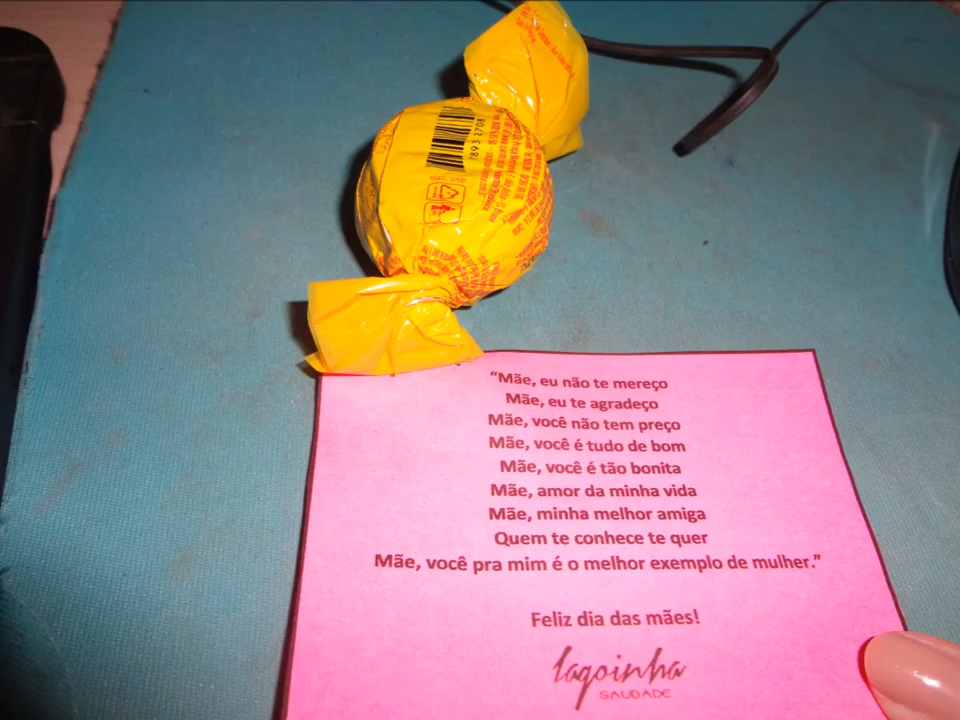 7893 2708
“Mãe, eu não te mereço
Mãe, eu te agradeço
Mãe, você não tem preço
Mãe, você é tudo de bom
Mãe, você é tão bonita
Mãe, amor da minha vida
Mãe, minha melhor amiga
Quem te conhece te quer
Mãe, você pra mim é o melhor exemplo de mulher.”
Feliz dia das mães!
lagoinha
SAUDADE